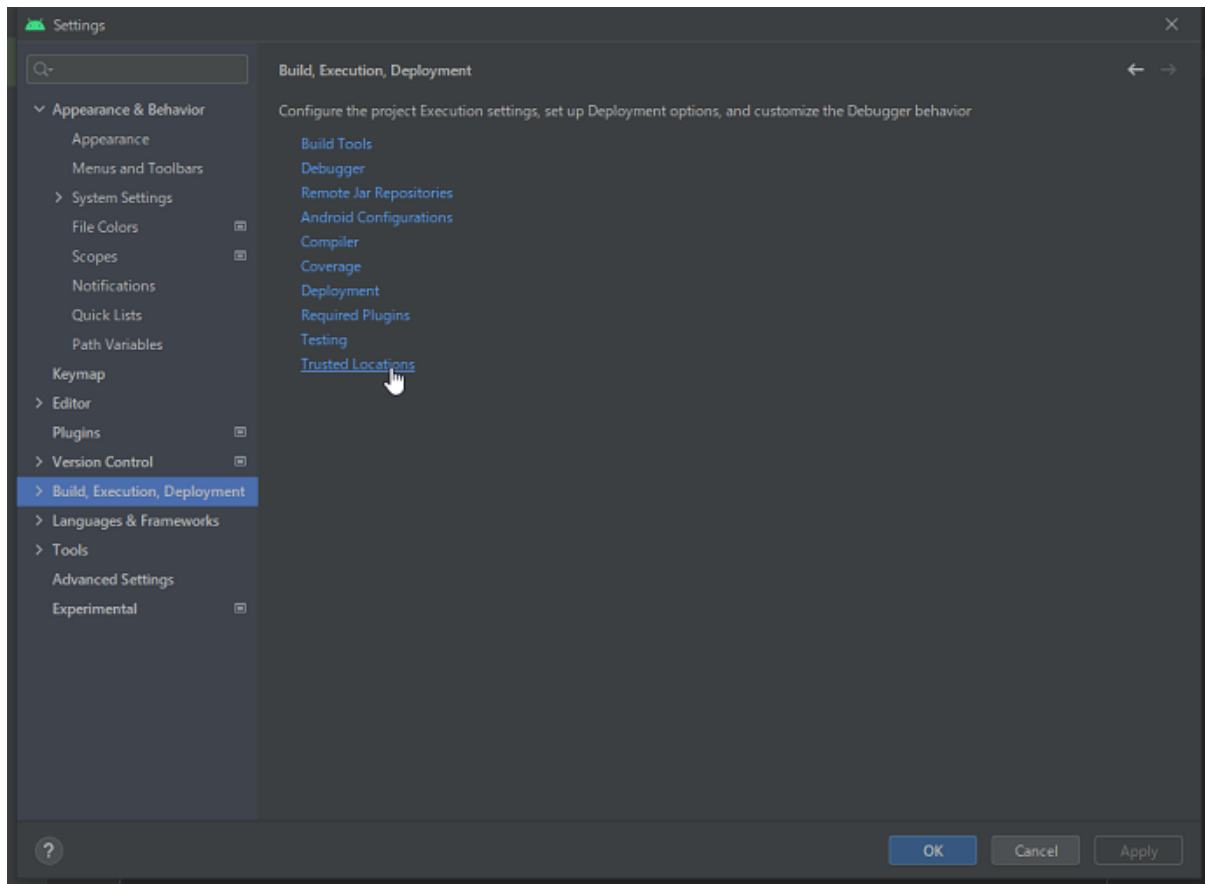 Settings
Appearance & Behavior
Appearance
Menus and Toolbars
System Settings
File Colors
Scopes
Notifications
Quick Lists
Path Variables
Keymap
Editor
Plugins
Version Control
Build, Execution, Deployment
Languages & Frameworks
Tools
Advanced Settings
Experimental
Build, Execution, Deployment
Configure the project Execution settings, set up Deployment options, and customize the Debugger behavior
Build Tools
Debugger
Remote Jar Repositories
Android Configurations
Compiler
Coverage
Deployment
Required Plugins
Testing
Trusted Locations
?
OK
Cancel
Apply